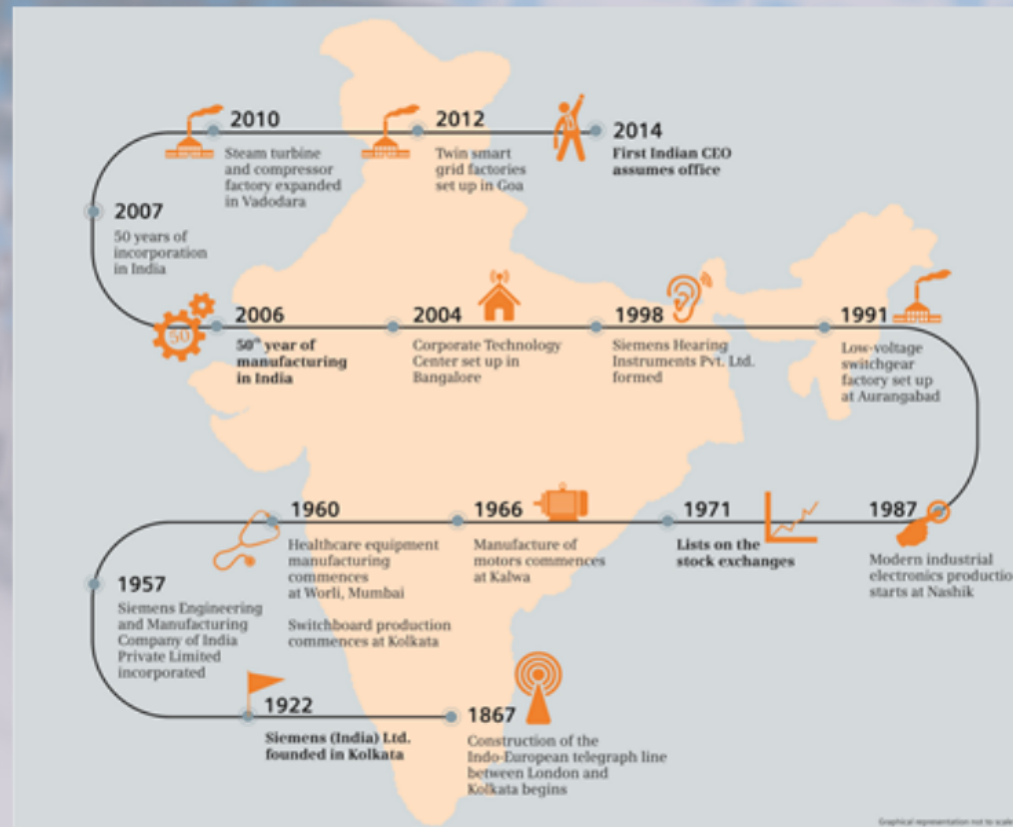 2010
Steam turbine
and compressor
factory expanded
in Vadodara
2012
Twin smart
grid factories
set up in Goa
2014
First Indian CEO
assumes office
2007
50 years of
incorporation
in India
50
2006
50th year of
manufacturing
in India
2004
Corporate Technology
Center set up in
Bangalore
1998
Siemens Hearing
Instruments Pvt. Ltd.
formed
1991
Low-voltage
switchgear
factory set up
at Aurangabad
1960
Healthcare equipment
manufacturing
commences
at Worli, Mumbai
Switchboard production
commences at Kolkata
1966
Manufacture of
motors commences
at Kalwa
1971
Lists on the
stock exchanges
1987
Modern industrial
electronics productio
starts at Nashik
1957
Siemens Engineering
and Manufacturing
Company of India
Private Limited
incorporated
1922
Siemens (India) Ltd.
founded in Kolkata
1867
Construction of the
Indo-European telegraph line
between London and
Kolkata begins
Graphical representation not to scale